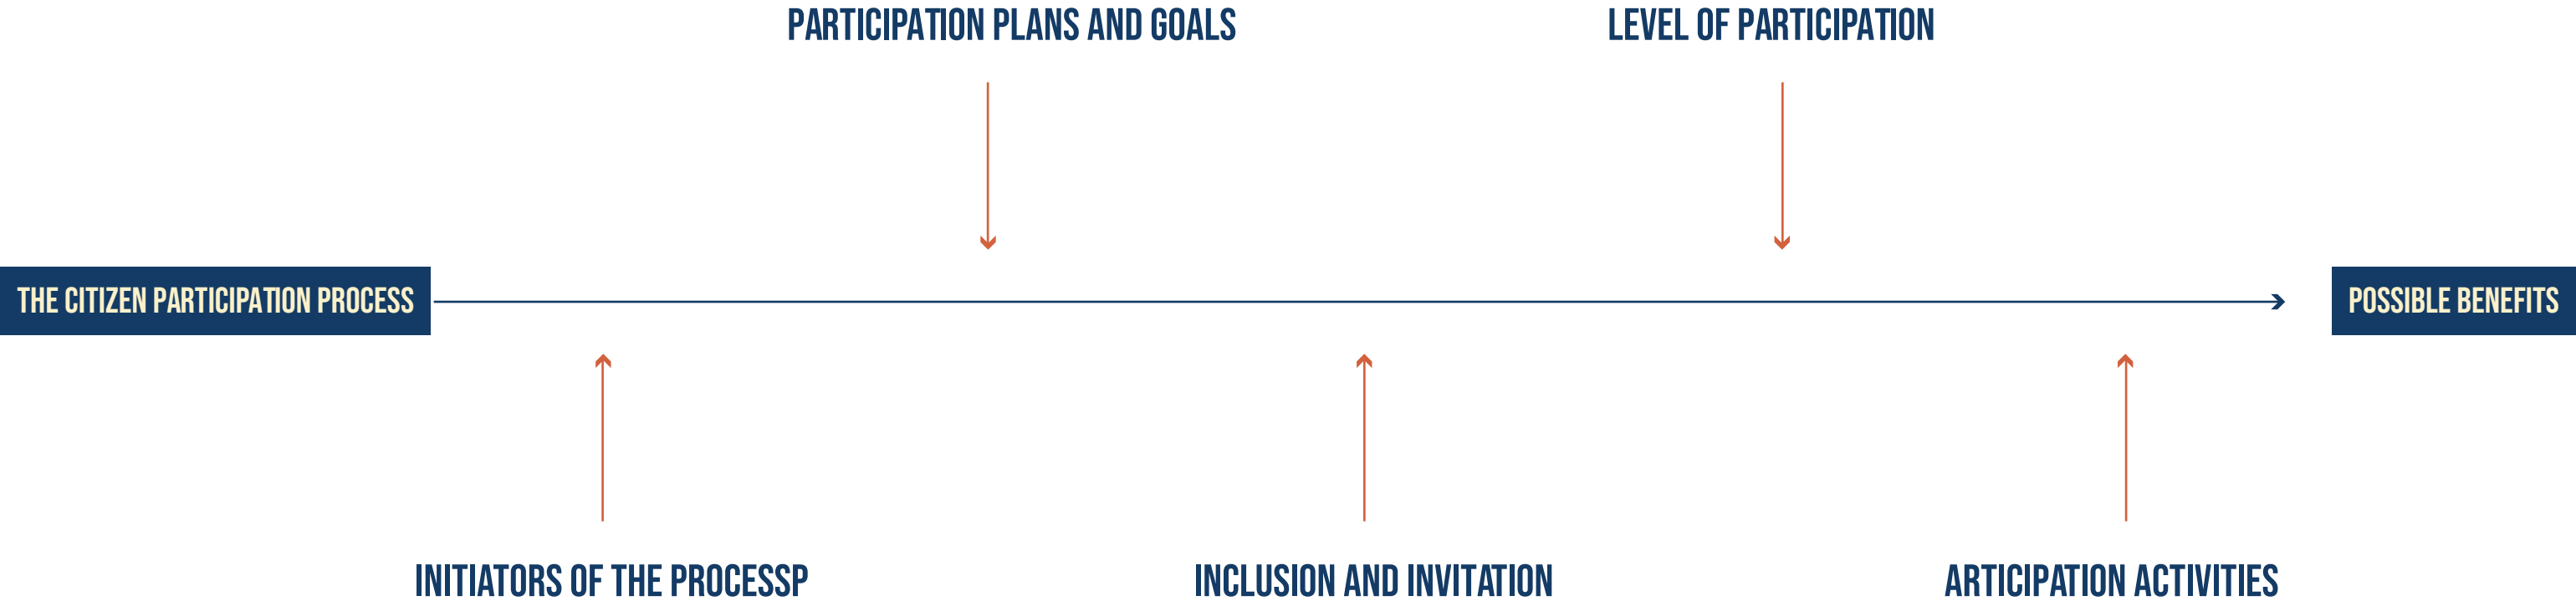 PARTICIPATION PLANS AND GOALS
LEVEL OF PARTICIPATION
THE CITIZEN PARTICIPATION PROCESS
POSSIBLE BENEFITS
INITIATORS OF THE PROCESSP
INCLUSION AND INVITATION
ARTICIPATION ACTIVITIES